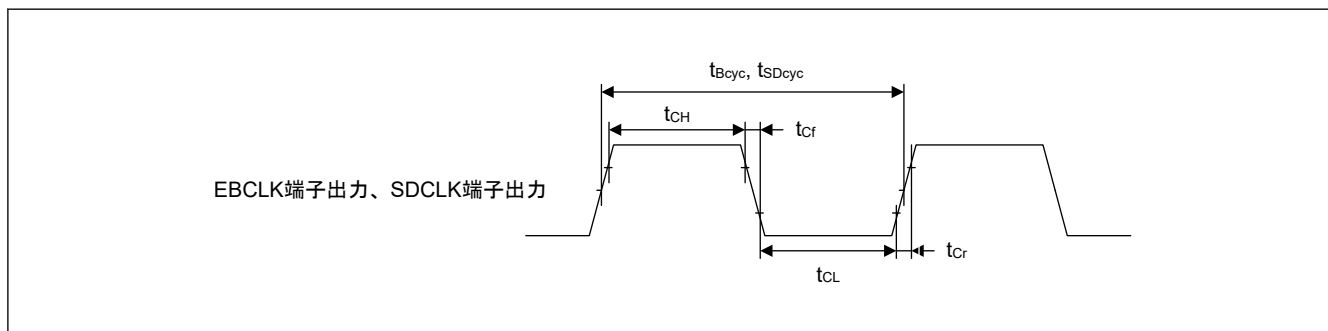 tBcyc, tSDcyc
tCH
tCf
EBCLK端子出力、SDCLK端子出力
tCr
tCL